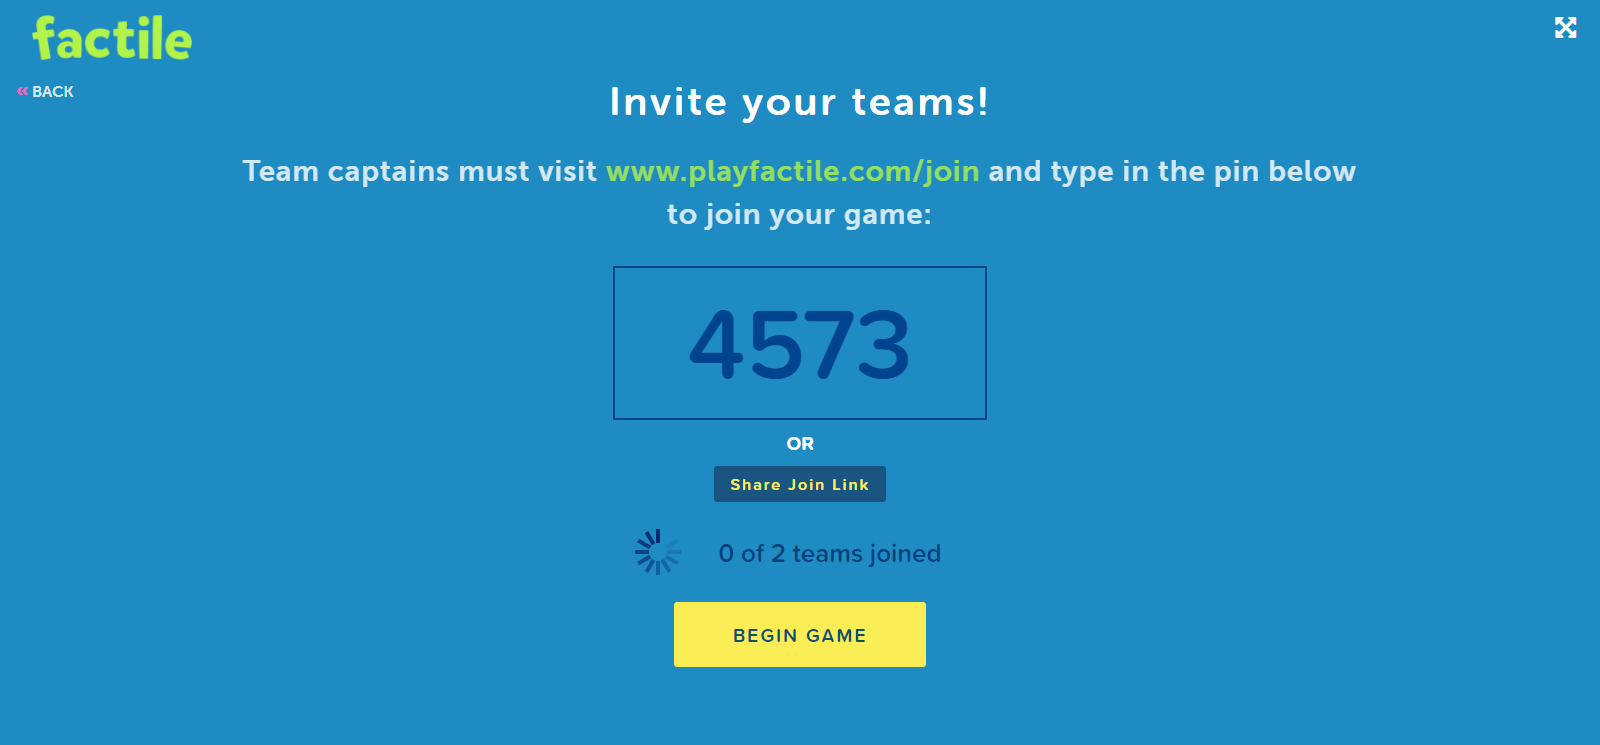 factile
« BACK
Invite your teams!
Team captains must visit www.playfactile.com/join and type in the pin below
to join your game:
4573
OR
Share Join Link
0 of 2 teams joined
BEGIN GAME